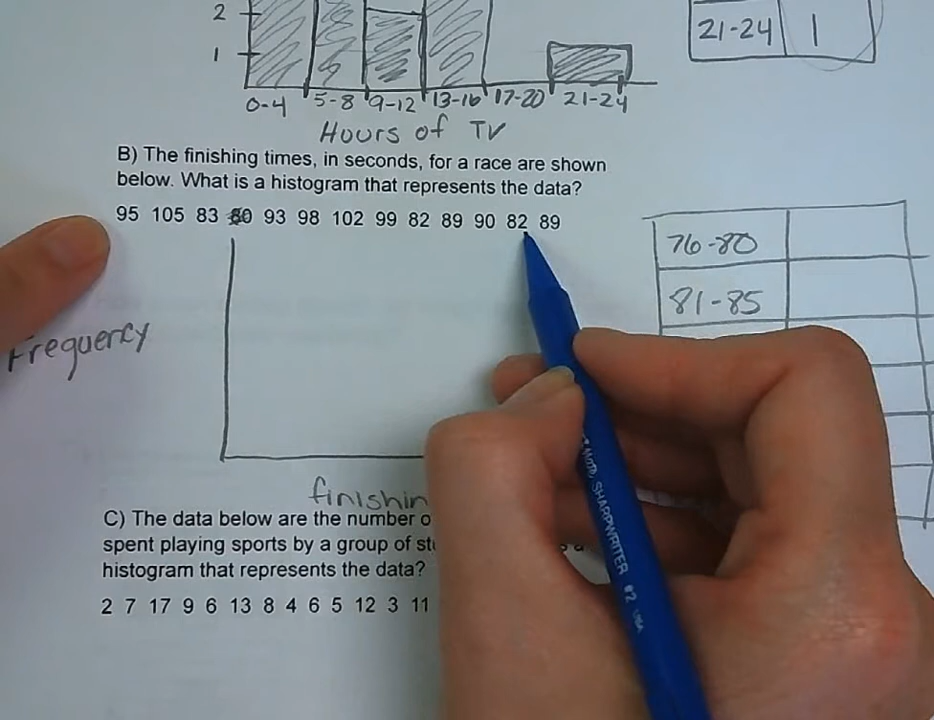 2
1
21-24 1
0-4 5-8 9-12 13-16 17-20 21-24
Hours of TV
B) The finishing times, in seconds, for a race are shown
below. What is a histogram that represents the data?
95 105 83 80 93 98 102 99 82 89 90 82 89
76-80
81-85
Frequency
finishin
C) The data below are the number o
spent playing sports by a group of st
histogram that represents the data?
2 7 17 9 6 13 8 4 6 5 12 3 11
SHARPWRITER #2 USA